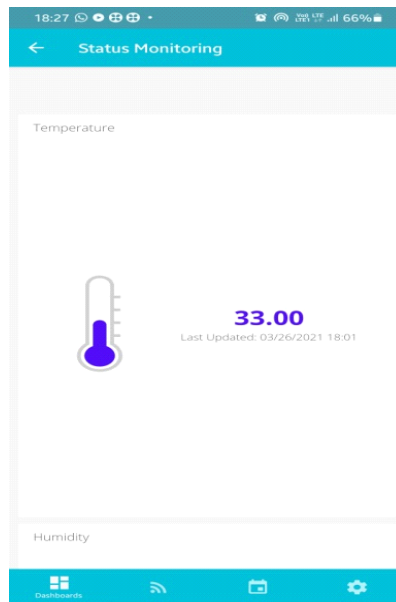 18:27 66%
Status Monitoring
Temperature
33.00
Last Updated: 03/26/2021 18:01
Humidity
Dashboards